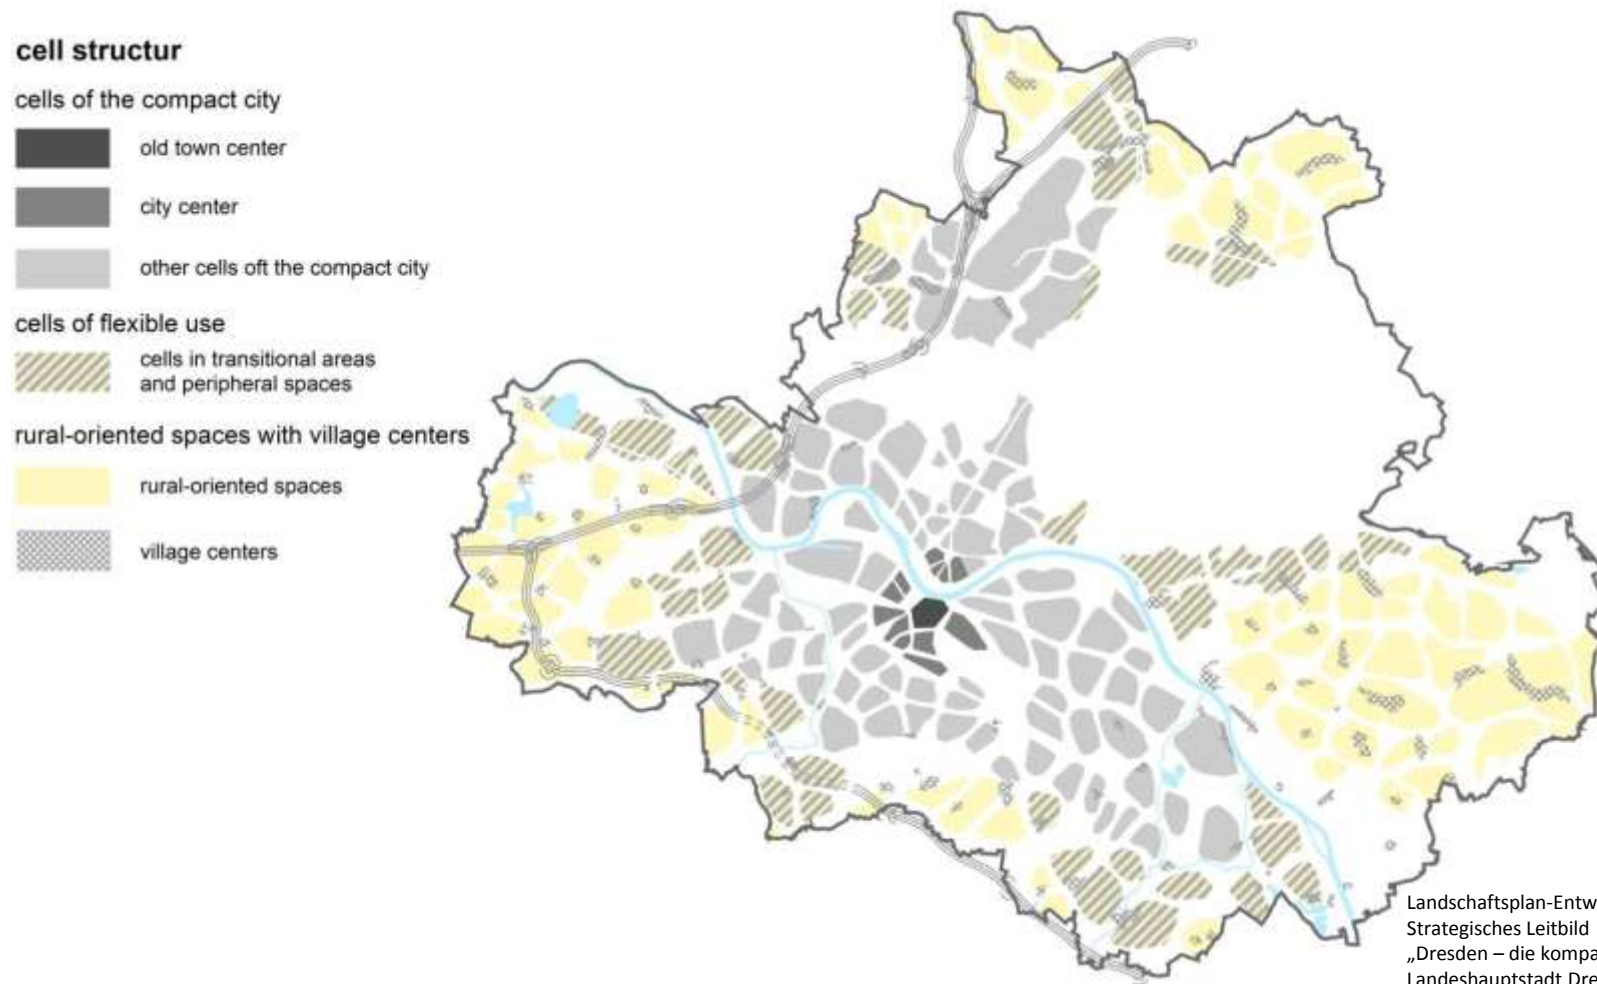 cell structur
cells of the compact city
old town center
city center
other cells oft the compact city
cells of flexible use
cells in transitional areas
and peripheral spaces
rural-oriented spaces with village centers
rural-oriented spaces
village centers
Landschaftsplan-Entw
Strategisches Leitbild
„Dresden – die kompa
Landeshauptstadt Dre